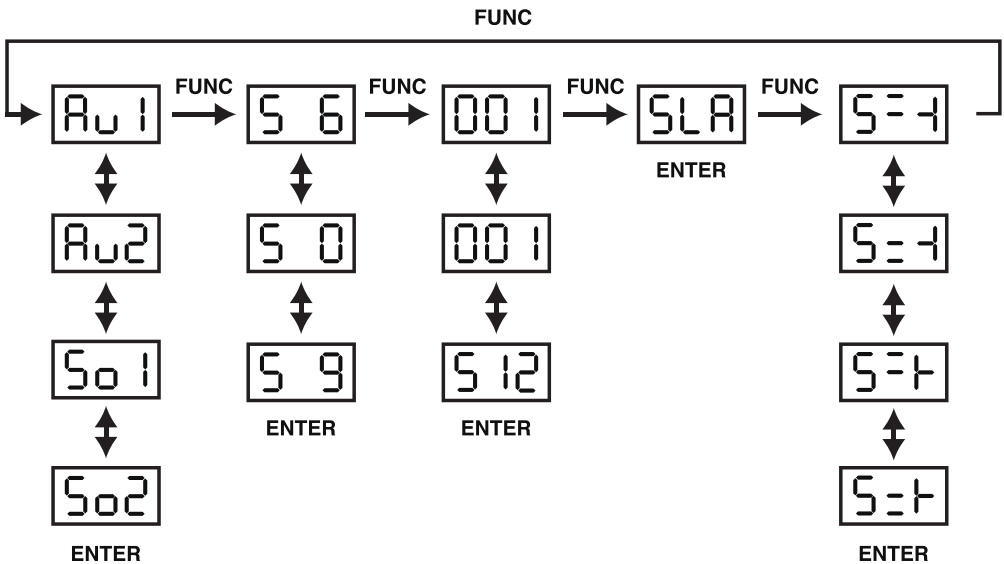 FUNC
FUNC FUNC FUNC FUNC
Au1 S 6 001 SLA S=-|
ENTER
Au2 S 0 001 S=-|
So1 S 9 S12 S=|-
ENTER ENTER
So2 S=|-
ENTER ENTER